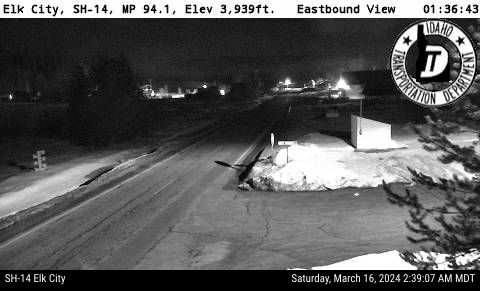 Elk City, SH-14, MP 94.1, Elev 3,939ft. Eastbound View 01:36:43
IDAHO
TRANSPORTATION DEPARTMENT
SH-14 Elk City Saturday, March 16, 2024 2:39:07 AM MDT